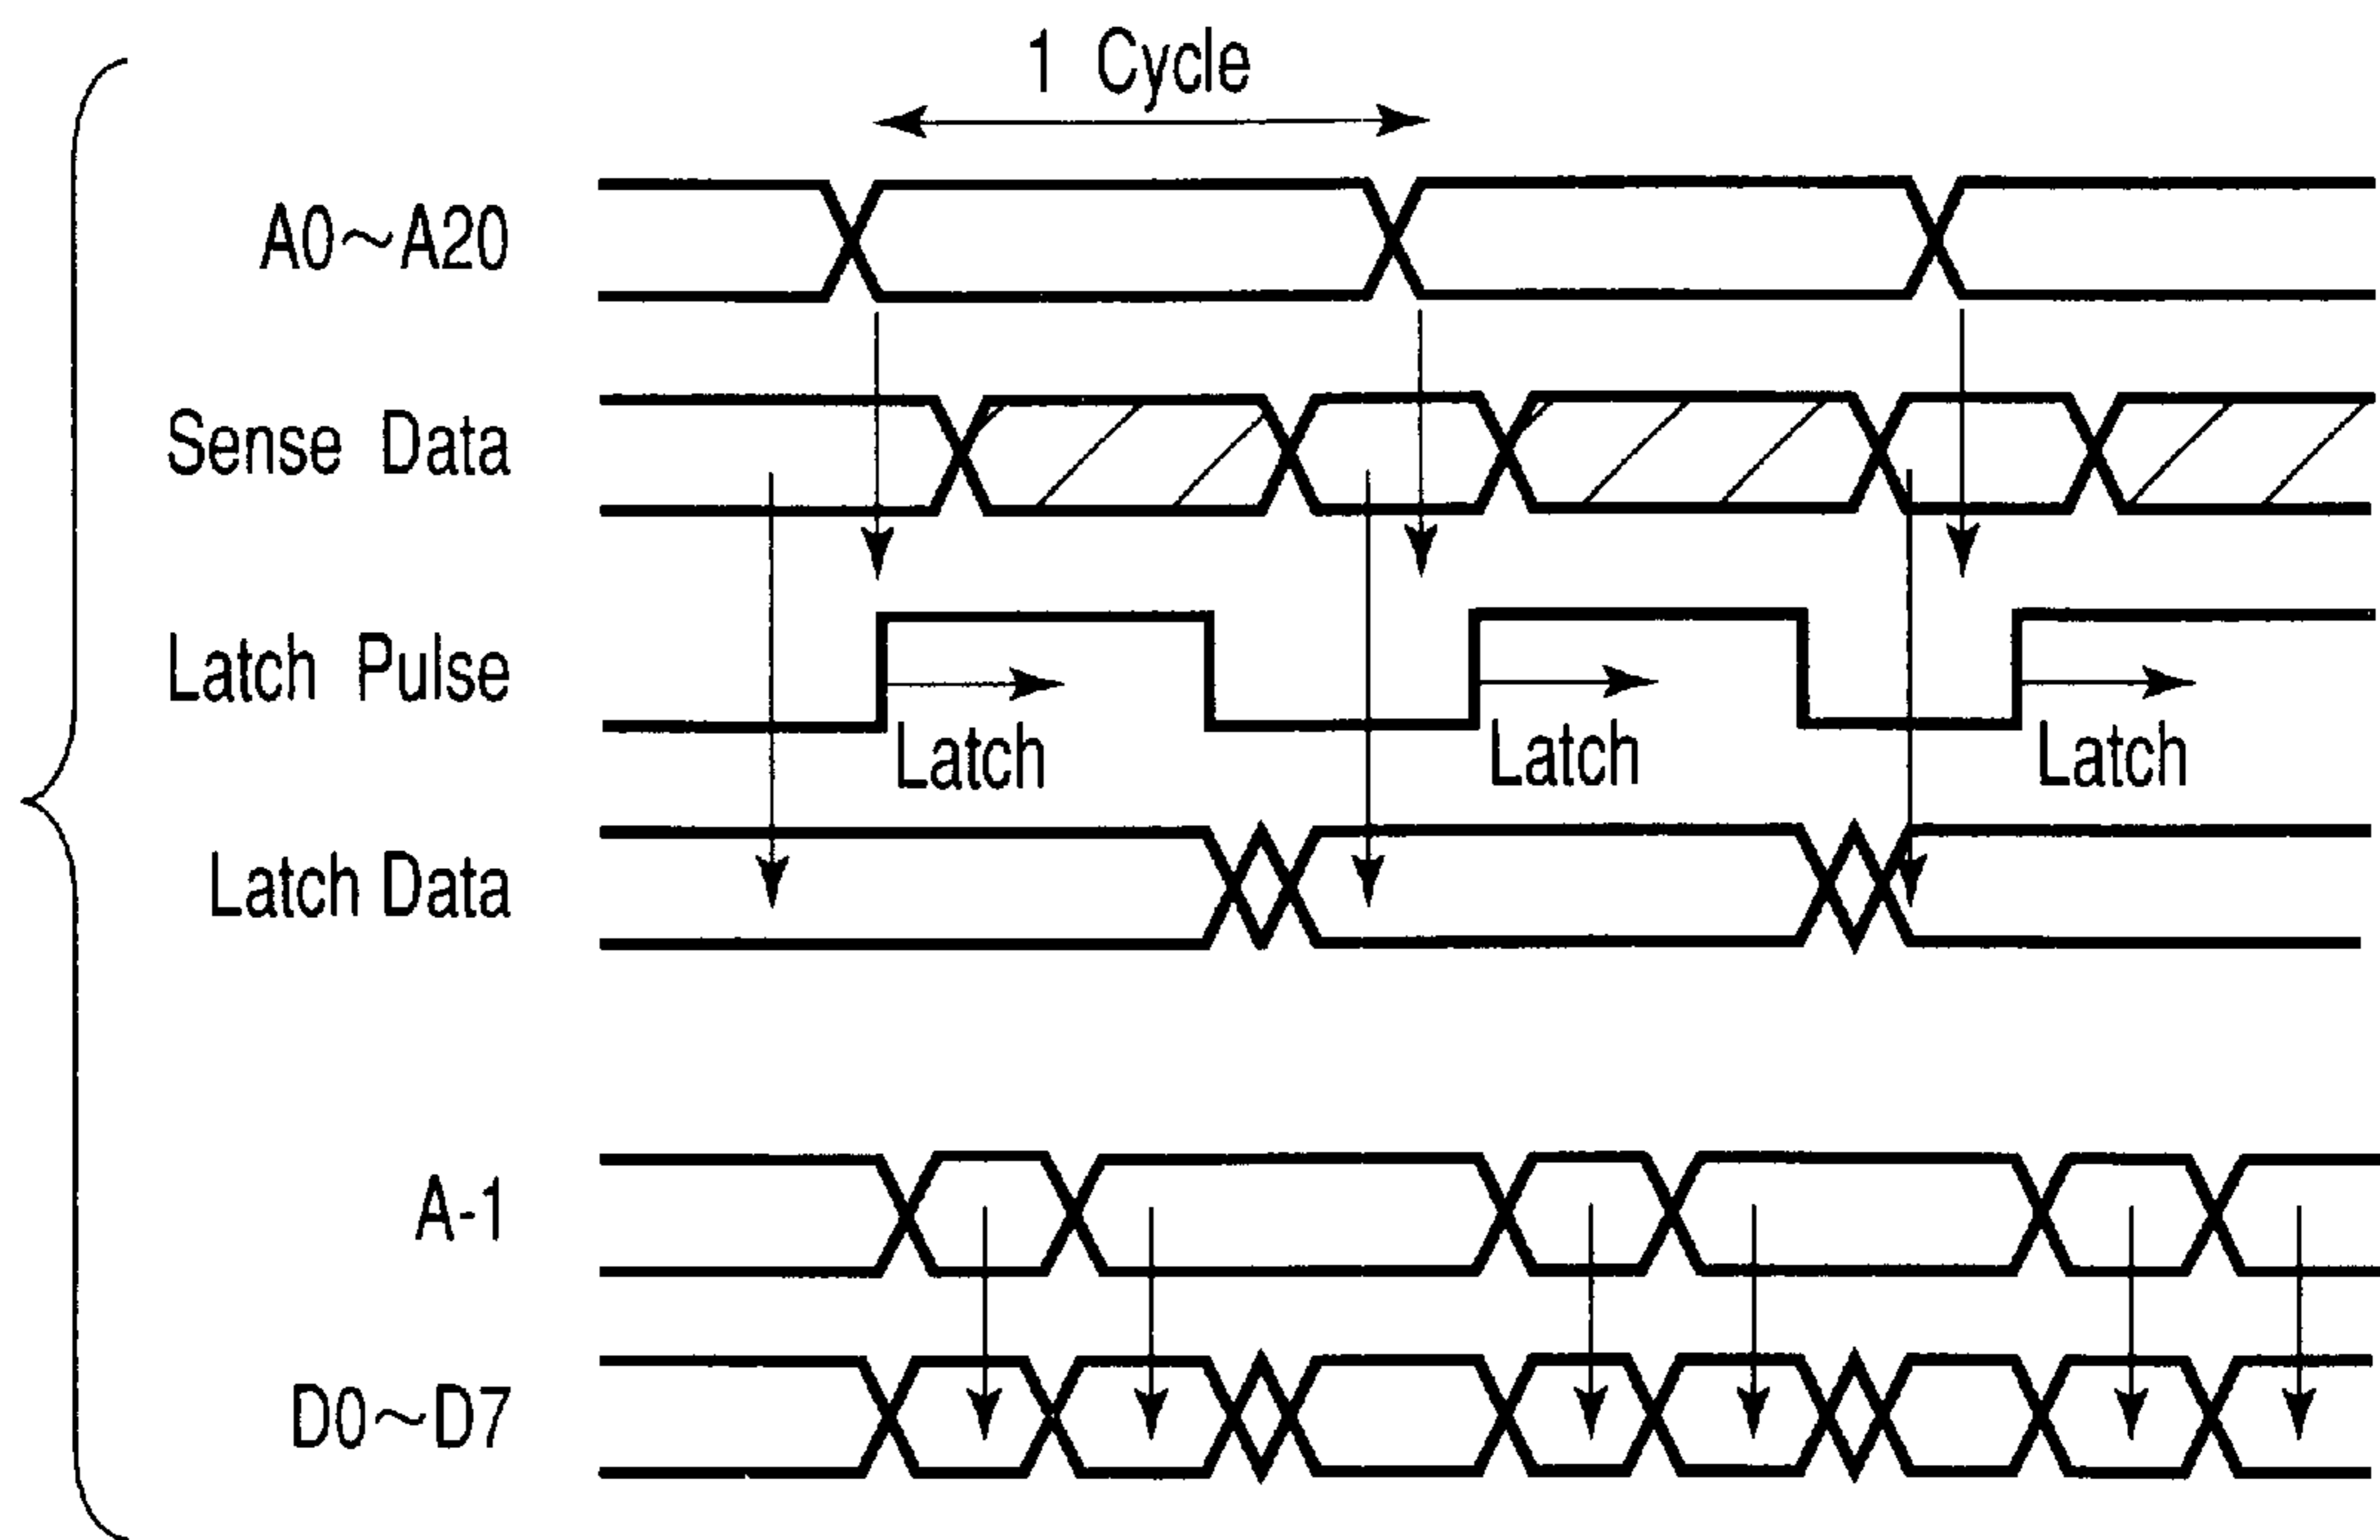 1 Cycle
A0～A20
Sense Data
Latch Pulse
Latch
Latch
Latch
Latch Data
A-1
D0～D7